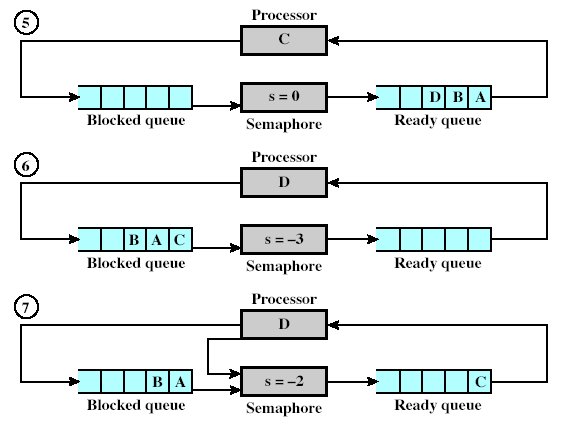 5
Processor
C
s = 0
D B A
Blocked queue
Semaphore
Ready queue
6
Processor
D
B A C
s = –3
Blocked queue
Semaphore
Ready queue
7
Processor
D
B A
s = –2
C
Blocked queue
Semaphore
Ready queue